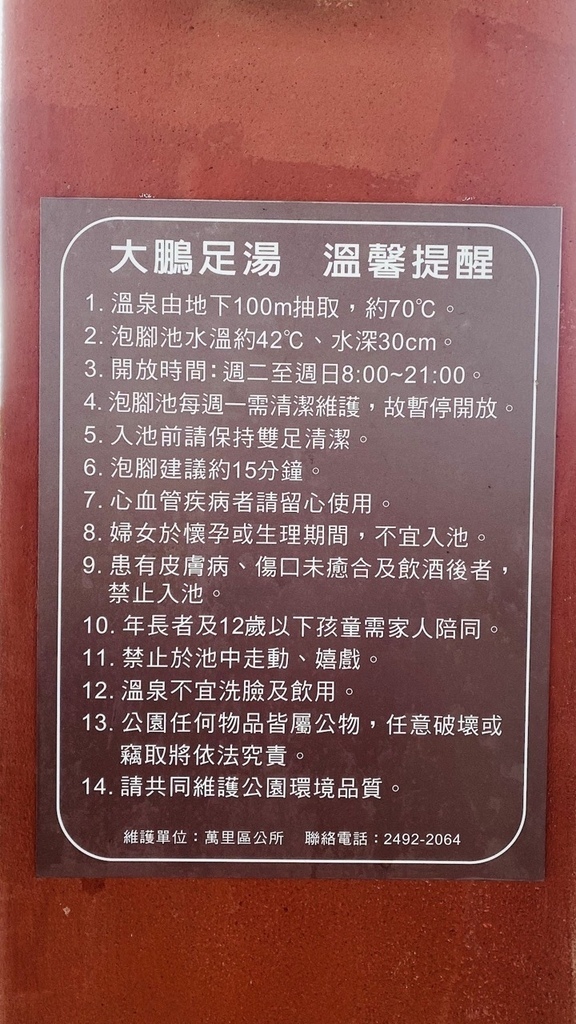 大鵬足湯 溫馨提醒
1. 溫泉由地下100m抽取，約70℃。
2. 泡腳池水溫約42℃、水深30cm。
3. 開放時間：週二至週日8:00~21:00。
4. 泡腳池每週一需清潔維護，故暫停開放。
5. 入池前請保持雙足清潔。
6. 泡腳建議約15分鐘。
7. 心血管疾病者請留心使用。
8. 婦女於懷孕或生理期間，不宜入池。
9. 患有皮膚病、傷口未癒合及飲酒後者，
禁止入池。
10. 年長者及12歲以下孩童需家人陪同。
11. 禁止於池中走動、嬉戲。
12. 溫泉不宜洗臉及飲用。
13. 公園任何物品皆屬公物，任意破壞或
竊取將依法究責。
14. 請共同維護公園環境品質。
維護單位：萬里區公所 聯絡電話：2492-2064